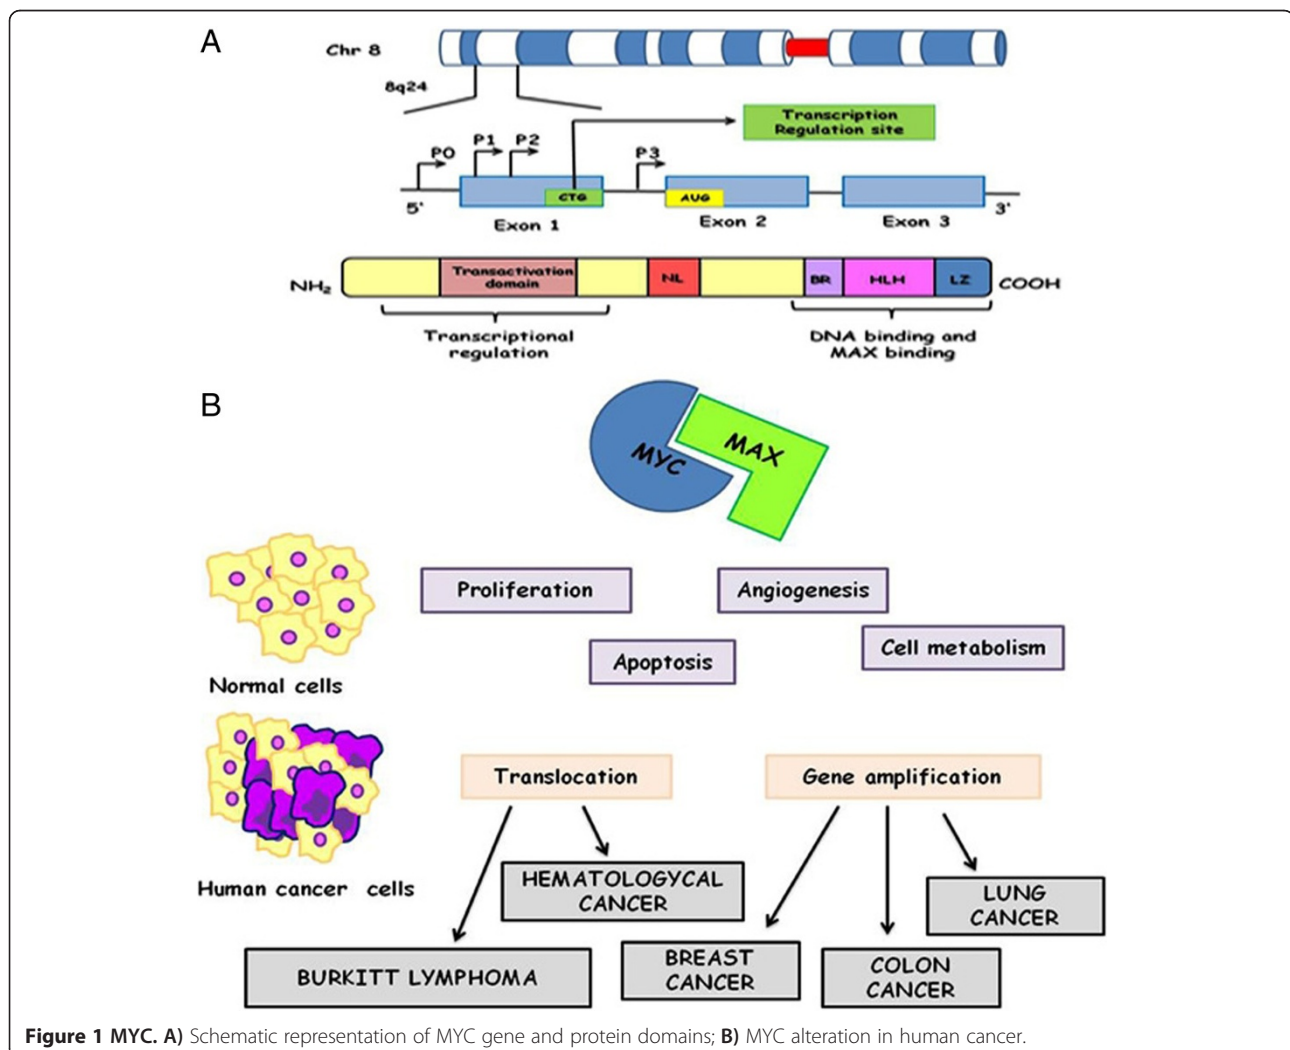 A
Chr 8
8q24
Transcription
Regulation site
P0
P1
P2
P3
CTG
AUG
5'
Exon 1
Exon 2
Exon 3
3'
NH₂
Transactivation
domain
NL
BR
HLH
LZ
COOH
Transcriptional
regulation
DNA binding and
MAX binding
B
MYC
MAX
Proliferation
Angiogenesis
Apoptosis
Cell metabolism
Normal cells
Translocation
Gene amplification
Human cancer cells
HEMATOLOGYCAL
CANCER
LUNG
CANCER
BURKITT LYMPHOMA
BREAST
CANCER
COLON
CANCER
Figure 1 MYC. A) Schematic representation of MYC gene and protein domains; B) MYC alteration in human cancer.